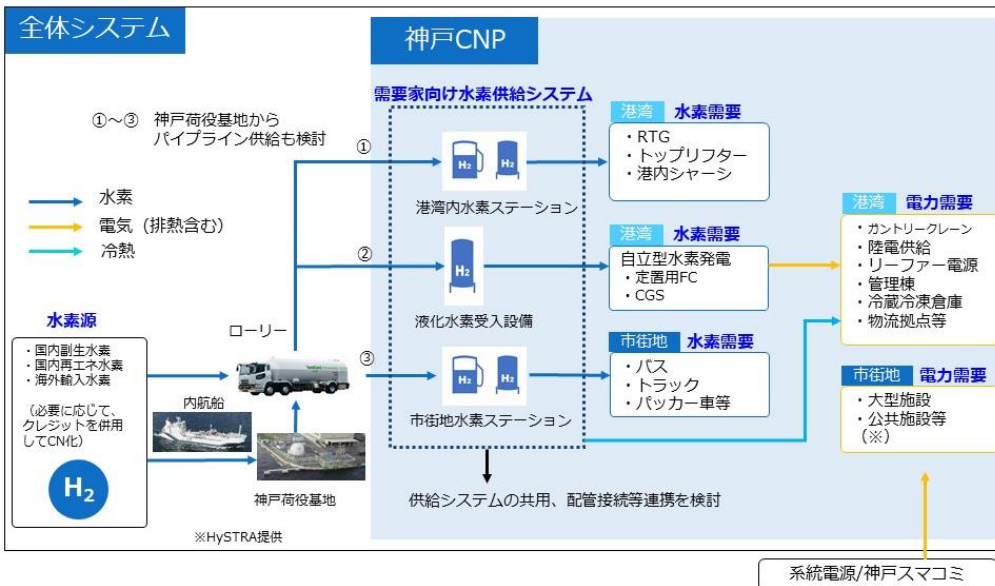 全体システム
神戸CNP
①～③ 神戸荷役基地から
パイプライン供給も検討
水素
電気（排熱含む）
冷熱
水素源
・国内副生水素
・国内再エネ水素
・海外輸入水素
（必要に応じて、
クレジットを併用
してCN化）
H₂
ローリー
内航船
神戸荷役基地
※HySTRA提供
需要家向け水素供給システム
①
H₂ H₂
港湾内水素ステーション
②
H₂
液化水素受入設備
③
H₂ H₂
市街地水素ステーション
供給システムの共用、配管接続等連携を検討
港湾 水素需要
・RTG
・トップリフター
・港内シャーシ
港湾 水素需要
自立型水素発電
・定置用FC
・CGS
市街地 水素需要
・バス
・トラック
・パッカー車等
港湾 電力需要
・ガントリークレーン
・陸電供給
・リーファー電源
・管理棟
・冷蔵冷凍倉庫
・物流拠点等
市街地 電力需要
・大型施設
・公共施設等
（※）
系統電源/神戸スマコミ